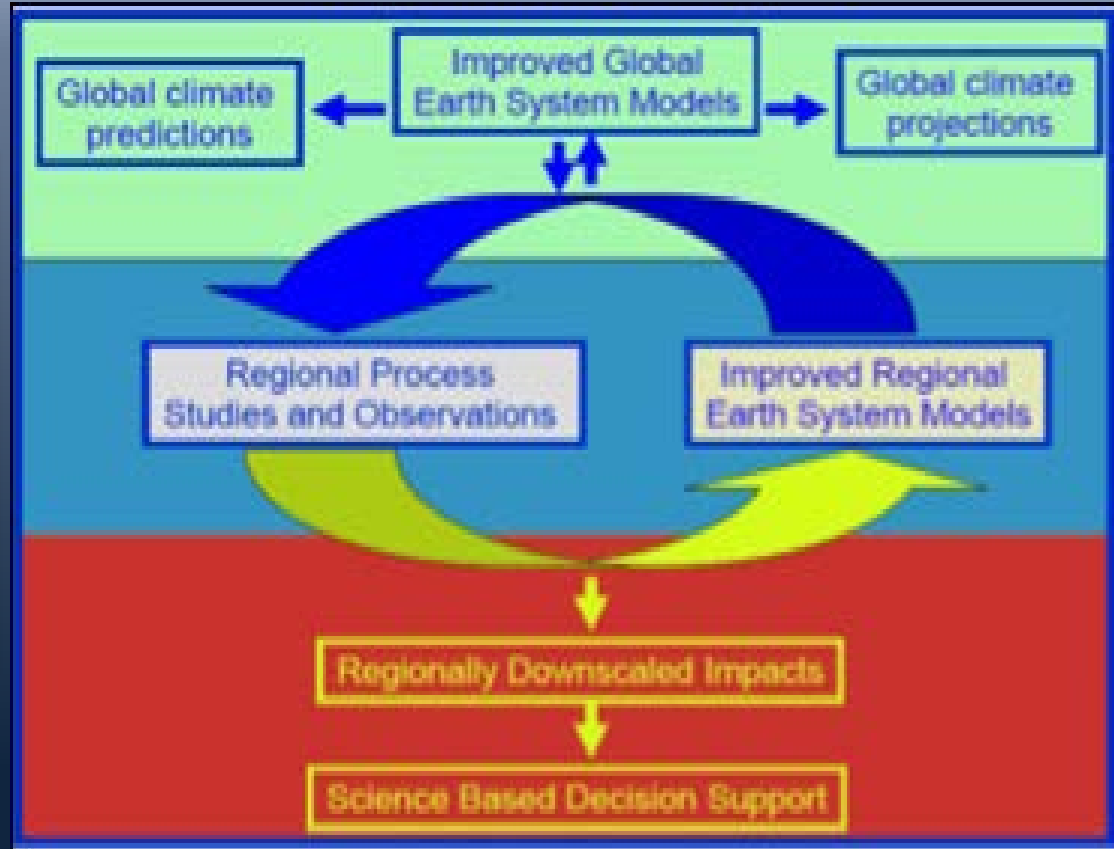 Improved Global
Earth System Models
Global climate
predictions
Global climate
projections
Regional Process
Studies and Observations
Improved Regional
Earth System Models
Regionally Downscaled Impacts
Science Based Decision Support